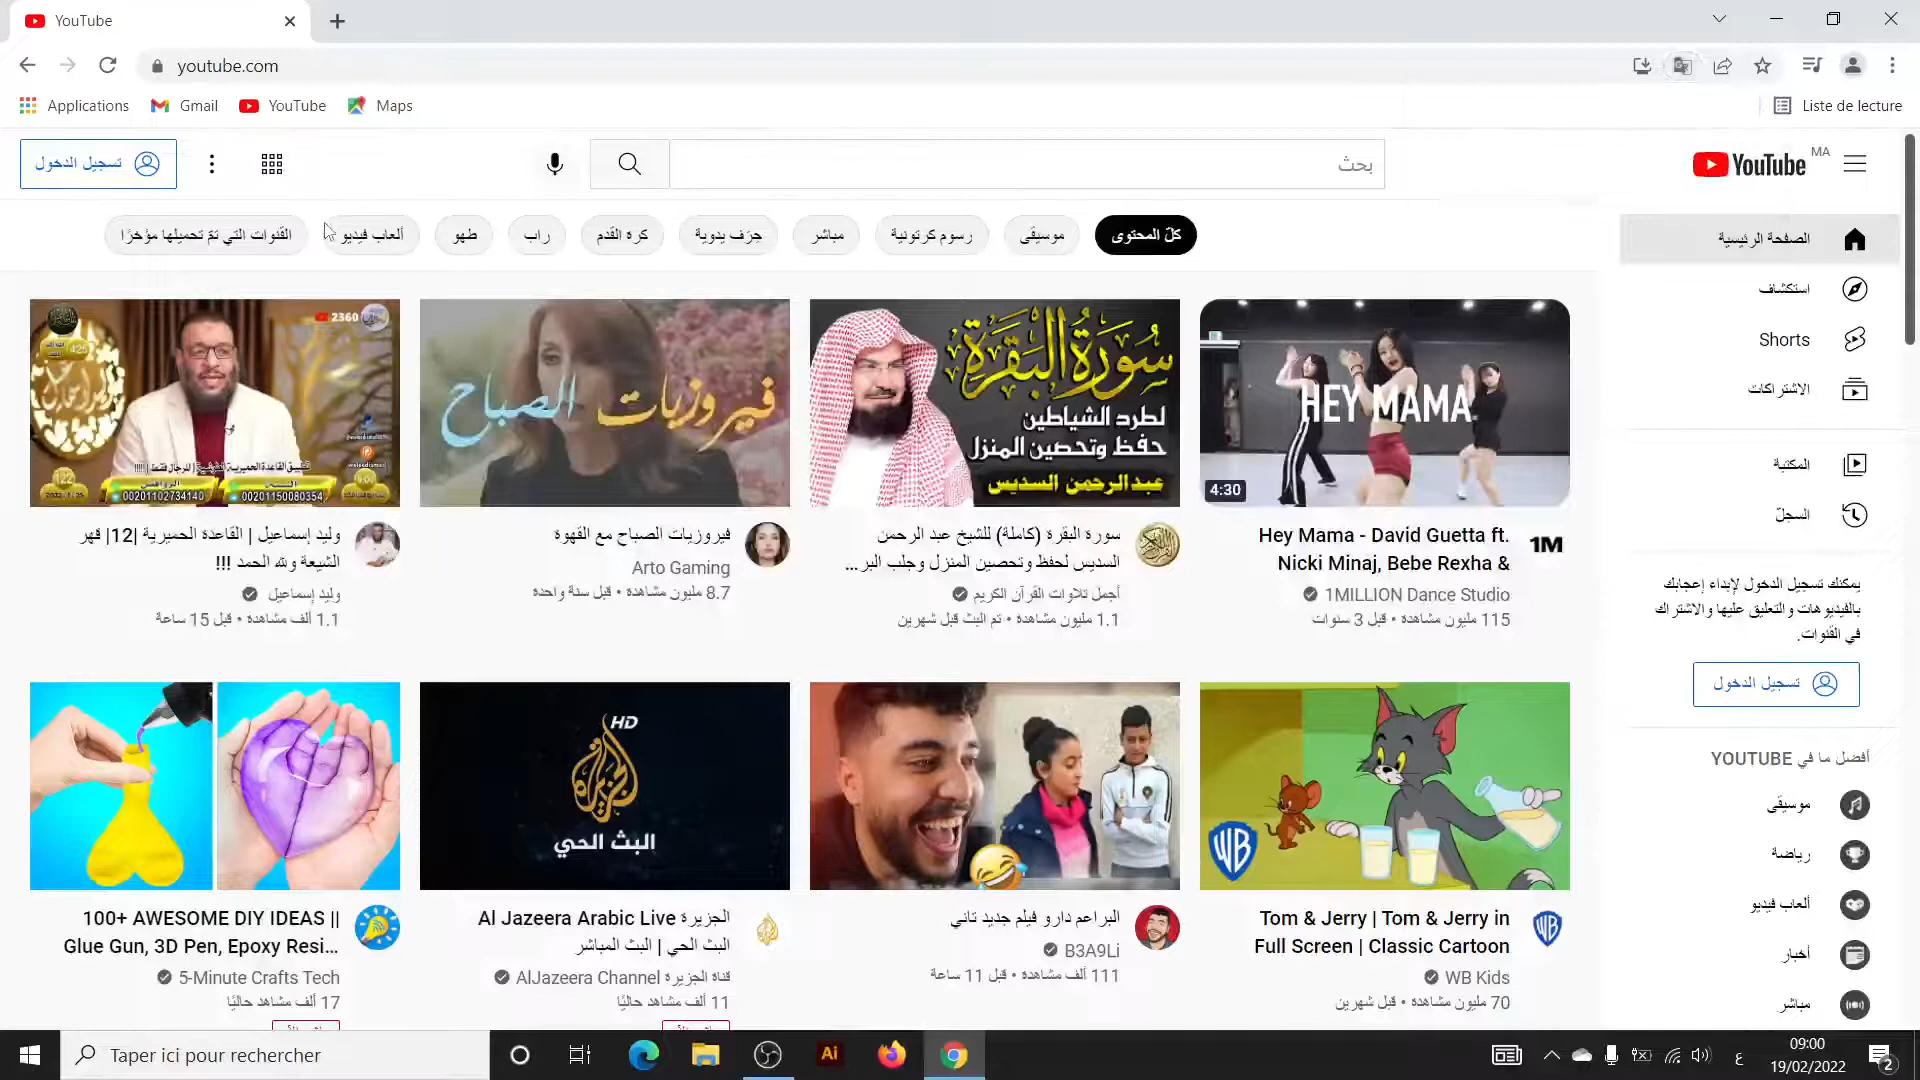 YouTube
youtube.com
Applications
Gmail
YouTube
Maps
Liste de lecture
YouTube MA
بحث
تسجيل الدخول
كلّ المحتوى
موسيقى
رسوم كرتونية
مباشر
حِرَف يدوية
كرة القدم
راب
طهو
ألعاب فيديو
القنوات التي تمّ تحميلها مؤخرًا
الصفحة الرئيسية
استكشاف
Shorts
الاشتراكات
المكتبة
السجلّ
يمكنك تسجيل الدخول لإبداء إعجابك
بالفيديوهات والتعليق عليها والاشتراك
في القنوات.
تسجيل الدخول
أفضل ما في YOUTUBE
موسيقى
رياضة
ألعاب فيديو
أخبار
مباشر
HEY MAMA
4:30
Hey Mama - David Guetta ft.
Nicki Minaj, Bebe Rexha &
1M
1MILLION Dance Studio
115 مليون مشاهدة • قبل 3 سنوات
سورة البقرة
لطرد الشياطين
حفظ وتحصين المنزل
عبد الرحمن السديس
سورة البقرة (كاملة) للشيخ عبد الرحمن
السديس لحفظ وتحصين المنزل وجلب البر...
أجمل تلاوات القرآن الكريم
1.1 مليون مشاهدة • تم البث قبل شهرين
فيروزيات الصباح
فيروزيات الصباح مع القهوة
Arto Gaming
8.7 مليون مشاهدة • قبل سنة واحدة
2360
00201102734140
00201150080354
وليد إسماعيل | القاعدة الحميرية |12| قهر
الشيعة ولله الحمد !!!
وليد إسماعيل
1.1 ألف مشاهدة • قبل 15 ساعة
WB
Tom & Jerry | Tom & Jerry in
Full Screen | Classic Cartoon
WB Kids
70 مليون مشاهدة • قبل شهرين
البراعم دارو فيلم جديد تاني
B3A9Li
111 ألف مشاهدة • قبل 11 ساعة
HD
الجزيرة
البث الحي
Al Jazeera Arabic Live الجزيرة
البث الحي | البث المباشر
AlJazeera Channel قناة الجزيرة
11 ألف مشاهد حاليًا
100+ AWESOME DIY IDEAS ||
Glue Gun, 3D Pen, Epoxy Resi...
5-Minute Crafts Tech
17 ألف مشاهد حاليًا
Taper ici pour rechercher
Ai
ع
09:00
19/02/2022
2